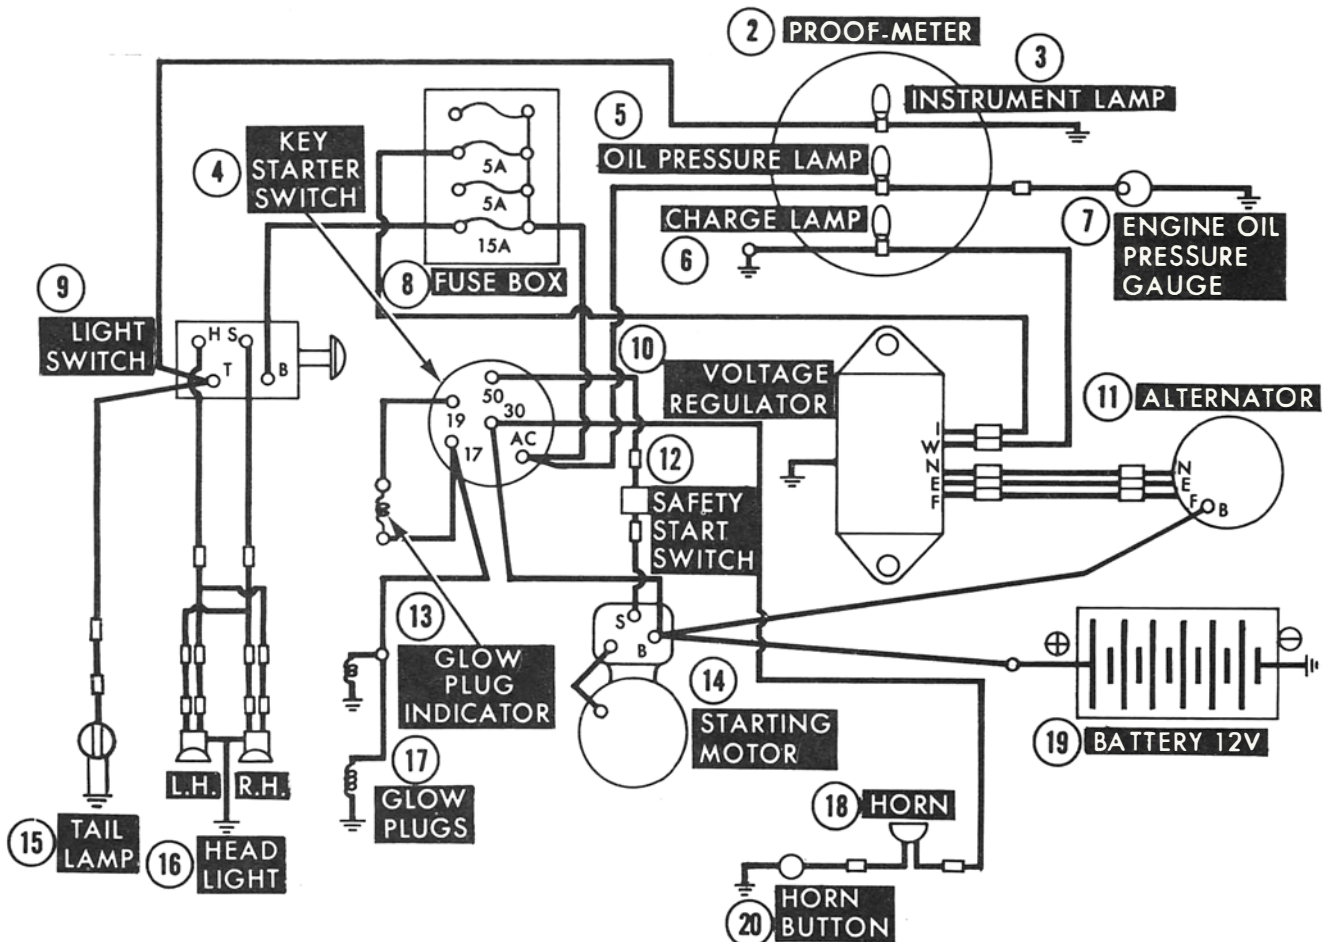 2 PROOF-METER
3
INSTRUMENT LAMP
5
OIL PRESSURE LAMP
4
KEY
STARTER
SWITCH
5A
5A
15A
8 FUSE BOX
CHARGE LAMP
6
7
ENGINE OIL
PRESSURE
GAUGE
9
LIGHT
SWITCH
H S
T
B
10
VOLTAGE
REGULATOR
I
W
N
E
F
11 ALTERNATOR
N
E
F
B
50
19
30
17
AC
12
SAFETY
START
SWITCH
13
GLOW
PLUG
INDICATOR
S
B
14
STARTING
MOTOR
19 BATTERY 12V
L.H. R.H.
17
GLOW
PLUGS
18 HORN
15 TAIL
LAMP
16 HEAD
LIGHT
20 HORN
BUTTON